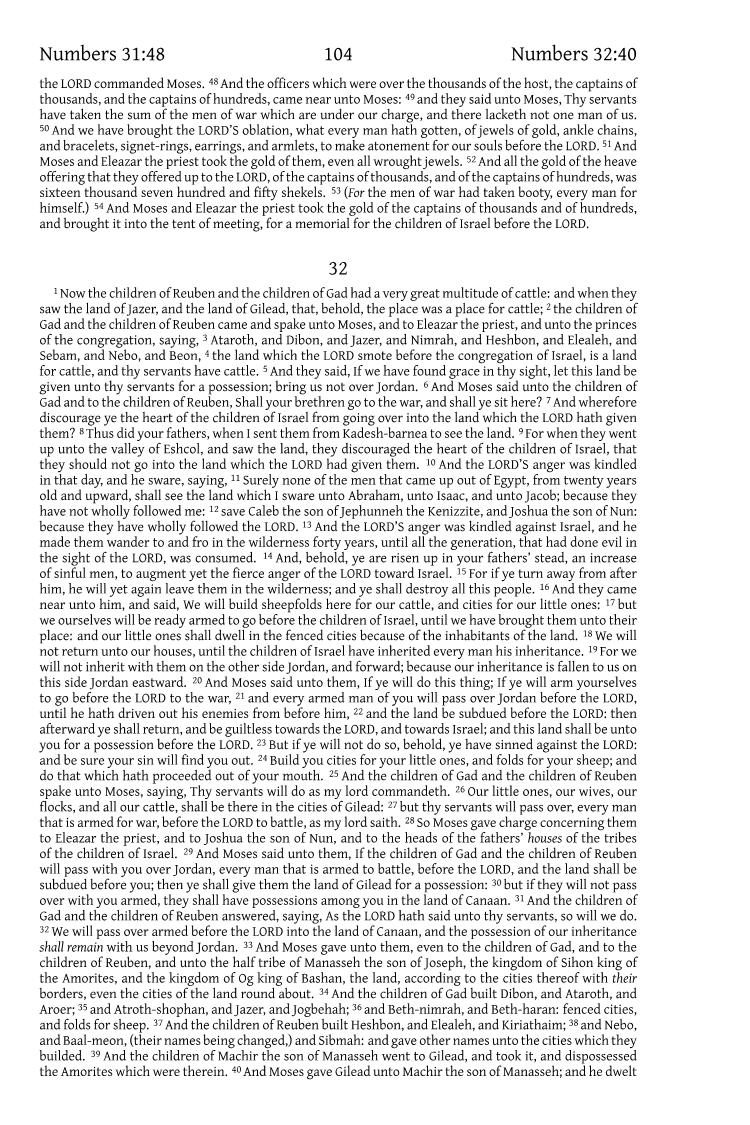 Numbers 31:48 104 Numbers 32:40
the LORD commanded Moses. 48 And the officers which were over the thousands of the host, the captains of
thousands, and the captains of hundreds, came near unto Moses: 49 and they said unto Moses, Thy servants
have taken the sum of the men of war which are under our charge, and there lacketh not one man of us.
50 And we have brought the LORD'S oblation, what every man hath gotten, of jewels of gold, ankle chains,
and bracelets, signet-rings, earrings, and armlets, to make atonement for our souls before the LORD. 51 And
Moses and Eleazar the priest took the gold of them, even all wrought jewels. 52 And all the gold of the heave
offering that they offered up to the LORD, of the captains of thousands, and of the captains of hundreds, was
sixteen thousand seven hundred and fifty shekels. 53 (For the men of war had taken booty, every man for
himself.) 54 And Moses and Eleazar the priest took the gold of the captains of thousands and of hundreds,
and brought it into the tent of meeting, for a memorial for the children of Israel before the LORD.
32
1 Now the children of Reuben and the children of Gad had a very great multitude of cattle: and when they
saw the land of Jazer, and the land of Gilead, that, behold, the place was a place for cattle; 2 the children of
Gad and the children of Reuben came and spake unto Moses, and to Eleazar the priest, and unto the princes
of the congregation, saying, 3 Ataroth, and Dibon, and Jazer, and Nimrah, and Heshbon, and Elealeh, and
Sebam, and Nebo, and Beon, 4 the land which the LORD smote before the congregation of Israel, is a land
for cattle, and thy servants have cattle. 5 And they said, If we have found grace in thy sight, let this land be
given unto thy servants for a possession; bring us not over Jordan. 6 And Moses said unto the children of
Gad and to the children of Reuben, Shall your brethren go to the war, and shall ye sit here? 7 And wherefore
discourage ye the heart of the children of Israel from going over into the land which the LORD hath given
them? 8 Thus did your fathers, when I sent them from Kadesh-barnea to see the land. 9 For when they went
up unto the valley of Eshcol, and saw the land, they discouraged the heart of the children of Israel, that
they should not go into the land which the LORD had given them. 10 And the LORD'S anger was kindled
in that day, and he sware, saying, 11 Surely none of the men that came up out of Egypt, from twenty years
old and upward, shall see the land which I sware unto Abraham, unto Isaac, and unto Jacob; because they
have not wholly followed me: 12 save Caleb the son of Jephunneh the Kenizzite, and Joshua the son of Nun:
because they have wholly followed the LORD. 13 And the LORD'S anger was kindled against Israel, and he
made them wander to and fro in the wilderness forty years, until all the generation, that had done evil in
the sight of the LORD, was consumed. 14 And, behold, ye are risen up in your fathers' stead, an increase
of sinful men, to augment yet the fierce anger of the LORD toward Israel. 15 For if ye turn away from after
him, he will yet again leave them in the wilderness; and ye shall destroy all this people. 16 And they came
near unto him, and said, We will build sheepfolds here for our cattle, and cities for our little ones: 17 but
we ourselves will be ready armed to go before the children of Israel, until we have brought them unto their
place: and our little ones shall dwell in the fenced cities because of the inhabitants of the land. 18 We will
not return unto our houses, until the children of Israel have inherited every man his inheritance. 19 For we
will not inherit with them on the other side Jordan, and forward; because our inheritance is fallen to us on
this side Jordan eastward. 20 And Moses said unto them, If ye will do this thing; If ye will arm yourselves
to go before the LORD to the war, 21 and every armed man of you will pass over Jordan before the LORD,
until he hath driven out his enemies from before him, 22 and the land be subdued before the LORD: then
afterward ye shall return, and be guiltless towards the LORD, and towards Israel; and this land shall be unto
you for a possession before the LORD. 23 But if ye will not do so, behold, ye have sinned against the LORD:
and be sure your sin will find you out. 24 Build you cities for your little ones, and folds for your sheep; and
do that which hath proceeded out of your mouth. 25 And the children of Gad and the children of Reuben
spake unto Moses, saying, Thy servants will do as my lord commandeth. 26 Our little ones, our wives, our
flocks, and all our cattle, shall be there in the cities of Gilead: 27 but thy servants will pass over, every man
that is armed for war, before the LORD to battle, as my lord saith. 28 So Moses gave charge concerning them
to Eleazar the priest, and to Joshua the son of Nun, and to the heads of the fathers' houses of the tribes
of the children of Israel. 29 And Moses said unto them, If the children of Gad and the children of Reuben
will pass with you over Jordan, every man that is armed to battle, before the LORD, and the land shall be
subdued before you; then ye shall give them the land of Gilead for a possession: 30 but if they will not pass
over with you armed, they shall have possessions among you in the land of Canaan. 31 And the children of
Gad and the children of Reuben answered, saying, As the LORD hath said unto thy servants, so will we do.
32 We will pass over armed before the LORD into the land of Canaan, and the possession of our inheritance
shall remain with us beyond Jordan. 33 And Moses gave unto them, even to the children of Gad, and to the
children of Reuben, and unto the half tribe of Manasseh the son of Joseph, the kingdom of Sihon king of
the Amorites, and the kingdom of Og king of Bashan, the land, according to the cities thereof with their
borders, even the cities of the land round about. 34 And the children of Gad built Dibon, and Ataroth, and
Aroer; 35 and Atroth-shophan, and Jazer, and Jogbehah; 36 and Beth-nimrah, and Beth-haran: fenced cities,
and folds for sheep. 37 And the children of Reuben built Heshbon, and Elealeh, and Kiriathaim; 38 and Nebo,
and Baal-meon, (their names being changed,) and Sibmah: and gave other names unto the cities which they
builded. 39 And the children of Machir the son of Manasseh went to Gilead, and took it, and dispossessed
the Amorites which were therein. 40 And Moses gave Gilead unto Machir the son of Manasseh; and he dwelt